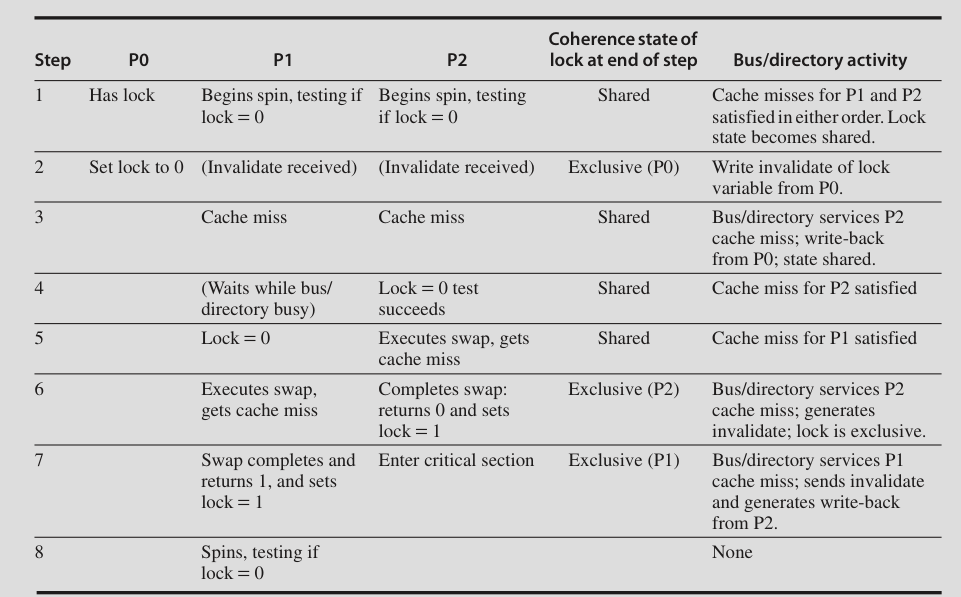 Coherence state of
Step P0 P1 P2 lock at end of step Bus/directory activity
1 Has lock Begins spin, testing if Begins spin, testing Shared Cache misses for P1 and P2
lock = 0 if lock = 0 satisfied in either order. Lock
state becomes shared.
2 Set lock to 0 (Invalidate received) (Invalidate received) Exclusive (P0) Write invalidate of lock
variable from P0.
3 Cache miss Cache miss Shared Bus/directory services P2
cache miss; write-back
from P0; state shared.
4 (Waits while bus/ Lock = 0 test Shared Cache miss for P2 satisfied
directory busy) succeeds
5 Lock = 0 Executes swap, gets Shared Cache miss for P1 satisfied
cache miss
6 Executes swap, Completes swap: Exclusive (P2) Bus/directory services P2
gets cache miss returns 0 and sets cache miss; generates
lock = 1 invalidate; lock is exclusive.
7 Swap completes and Enter critical section Exclusive (P1) Bus/directory services P1
returns 1, and sets cache miss; sends invalidate
lock = 1 and generates write-back
from P2.
8 Spins, testing if None
lock = 0